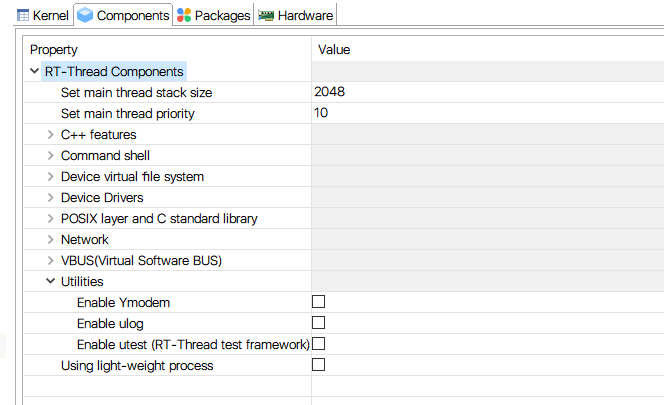 Kernel Components Packages Hardware
Property Value
RT-Thread Components
Set main thread stack size 2048
Set main thread priority 10
C++ features
Command shell
Device virtual file system
Device Drivers
POSIX layer and C standard library
Network
VBUS(Virtual Software BUS)
Utilities
Enable Ymodem
Enable ulog
Enable utest (RT-Thread test framework)
Using light-weight process